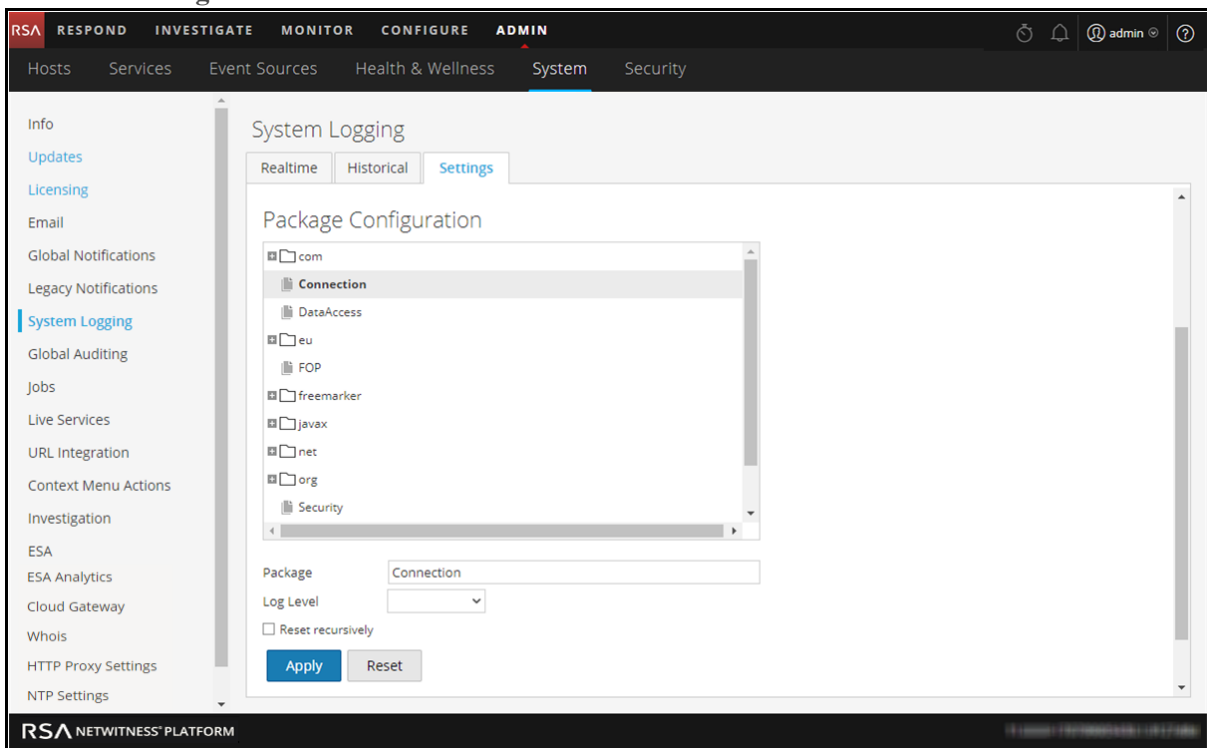 RSA RESPOND INVESTIGATE MONITOR CONFIGURE ADMIN admin
Hosts Services Event Sources Health & Wellness System Security
Info
Updates
Licensing
Email
Global Notifications
Legacy Notifications
System Logging
Global Auditing
Jobs
Live Services
URL Integration
Context Menu Actions
Investigation
ESA
ESA Analytics
Cloud Gateway
Whois
HTTP Proxy Settings
NTP Settings
System Logging
Realtime Historical Settings
Package Configuration
com
Connection
DataAccess
eu
FOP
freemarker
javax
net
org
Security
Package Connection
Log Level
Reset recursively
Apply Reset
RSA NETWITNESS® PLATFORM